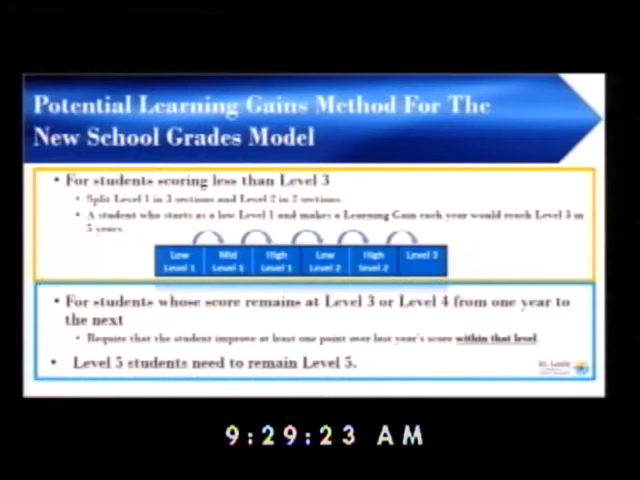 Potential Learning Gains Method For The
New School Grades Model
• For students scoring less than Level 3
• Split Level 1 in 3 sections and Level 2 in 2 sections.
• A student who starts as a low Level 1 and makes a Learning Gain each year would reach Level 3 in
5 years.
Low Mid High Low High Level 3
Level 1 Level 1 Level 1 Level 2 level 2
• For students whose score remains at Level 3 or Level 4 from one year to
the next
• Require that the student improve at least one point over last year's score within that level
• Level 5 students need to remain Level 5.
St. Lucie
9:29:23 AM